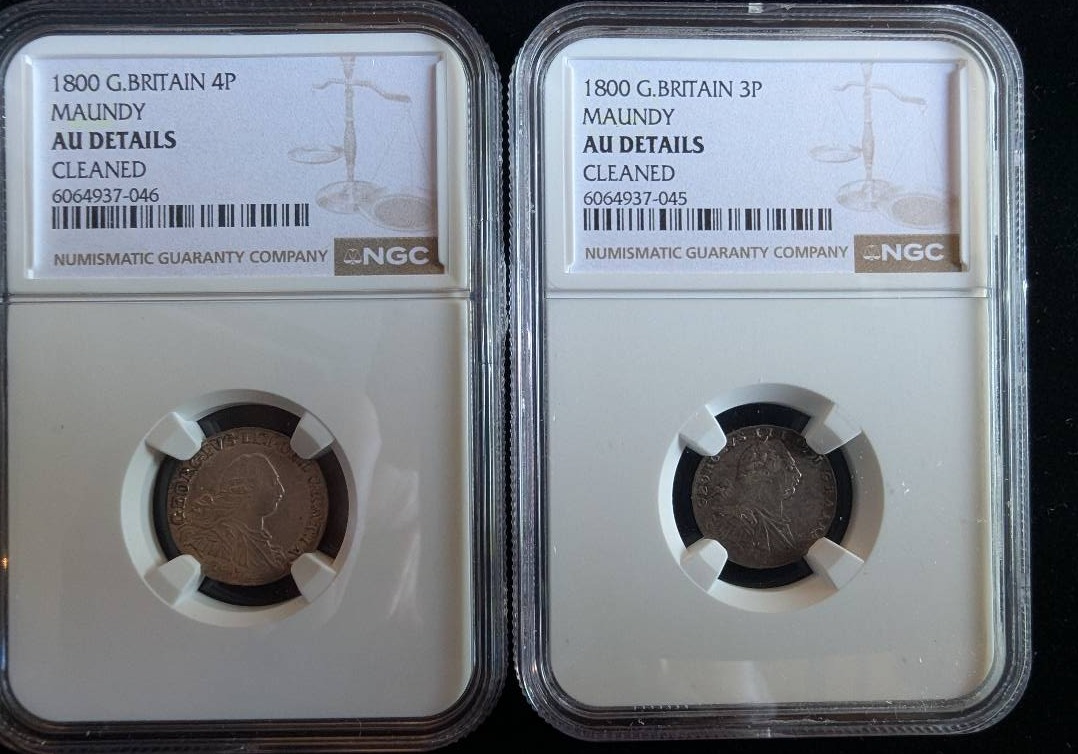 1800 G.BRITAIN 4P
MAUNDY
AU DETAILS
CLEANED
6064937-046
NUMISMATIC GUARANTY COMPANY NGC
1800 G.BRITAIN 3P
MAUNDY
AU DETAILS
CLEANED
6064937-045
NUMISMATIC GUARANTY COMPANY NGC